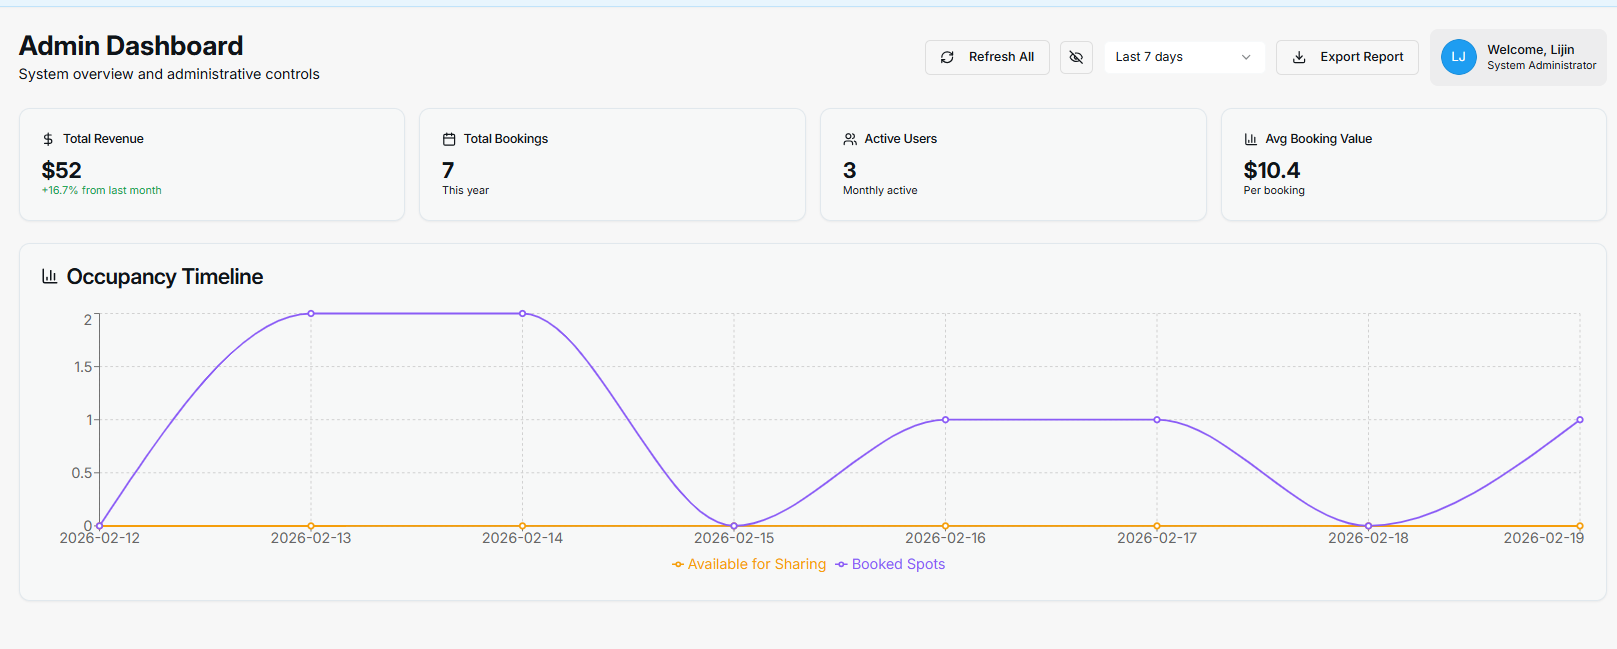 Admin Dashboard
System overview and administrative controls
Refresh All
Last 7 days
Export Report
LJ
Welcome, Lijin
System Administrator
Total Revenue
$52
+16.7% from last month
Total Bookings
7
This year
Active Users
3
Monthly active
Avg Booking Value
$10.4
Per booking
Occupancy Timeline
2
1.5
1
0.5
0
2026-02-12 2026-02-13 2026-02-14 2026-02-15 2026-02-16 2026-02-17 2026-02-18 2026-02-19
Available for Sharing Booked Spots